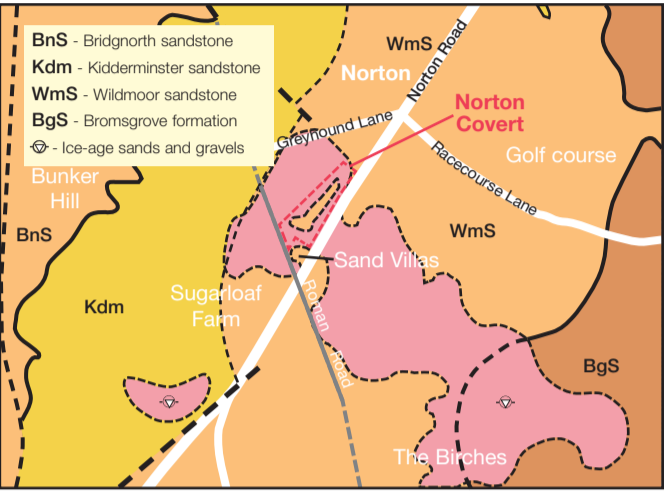 BnS - Bridgnorth sandstone
Kdm - Kidderminster sandstone
WmS - Wildmoor sandstone
BgS - Bromsgrove formation
- Ice-age sands and gravels
WmS
Norton
Norton Road
Norton
Covert
Greyhound Lane
Racecourse Lane
Golf course
Bunker
Hill
BnS
WmS
Sand Villas
Kdm
Sugarloaf
Farm
Roman
Road
BgS
The Birches